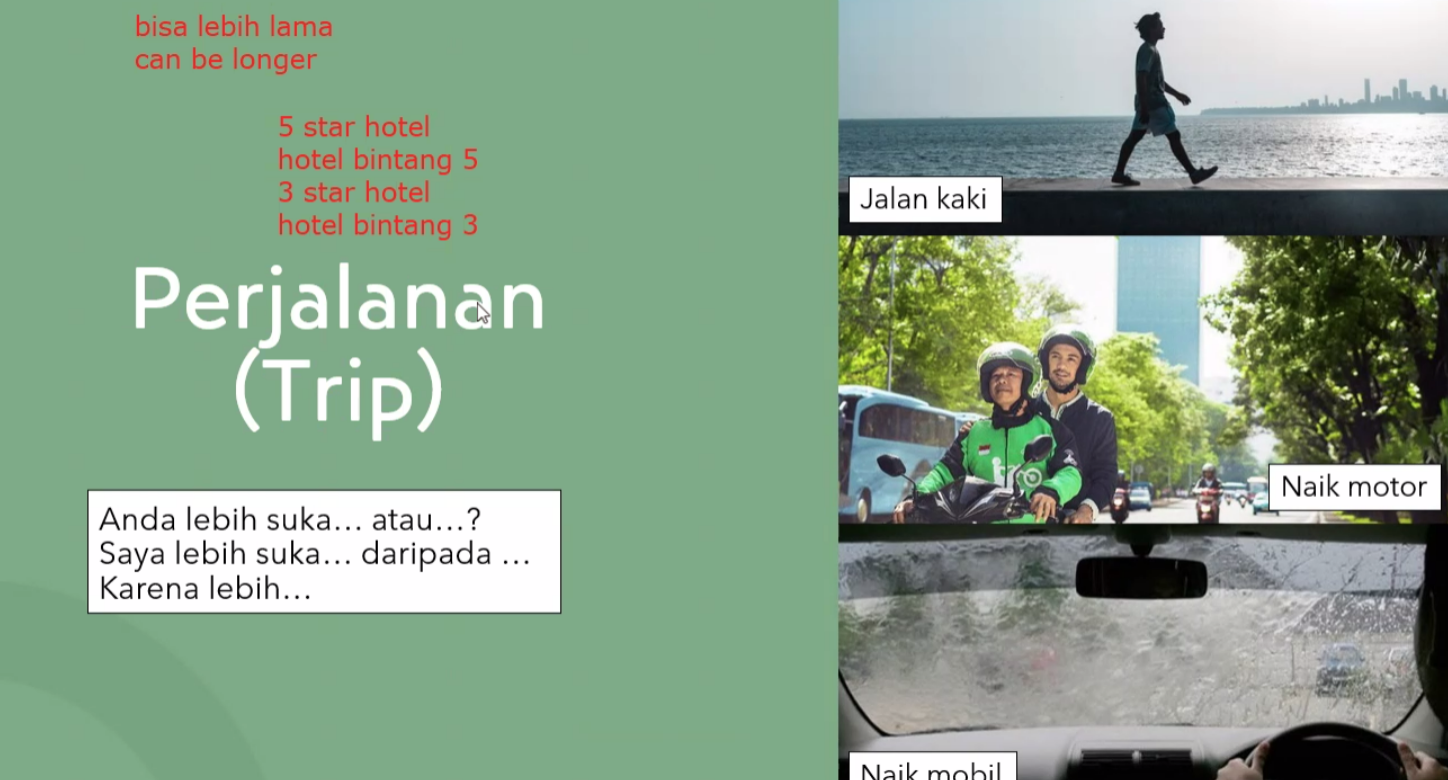 bisa lebih lama
can be longer
5 star hotel
hotel bintang 5
3 star hotel
hotel bintang 3
Perjalanan
(Trip)
Anda lebih suka... atau...?
Saya lebih suka... daripada ...
Karena lebih...
Jalan kaki
Naik motor
Naik mobil